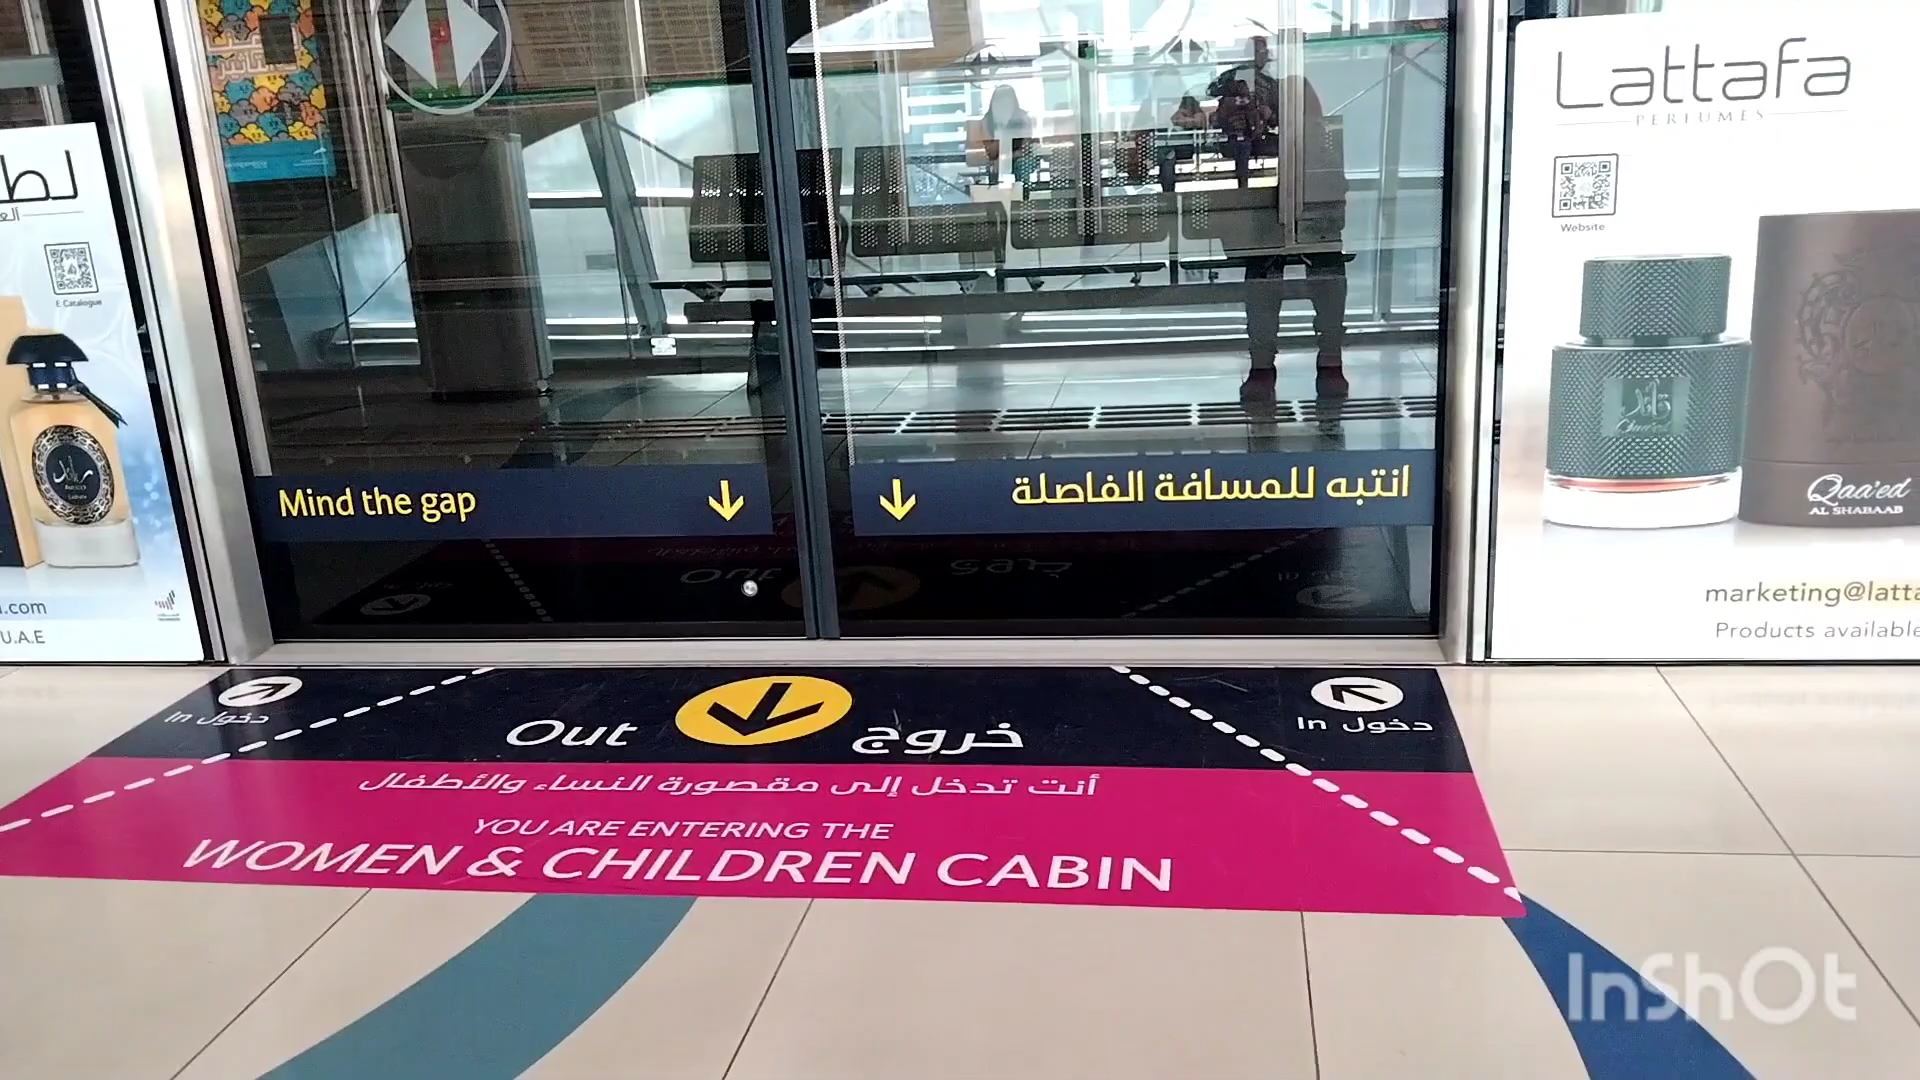 Lattafa
PERFUMES
Website
E Catalogue
Mind the gap
انتبه للمسافة الفاصلة
Qaa'ed
AL SHABAAB
marketing@latta
Products available
.com
U.A.E
In دخول
Out
خروج
In دخول
أنت تدخل إلى مقصورة النساء والأطفال
YOU ARE ENTERING THE
WOMEN & CHILDREN CABIN
InShOt